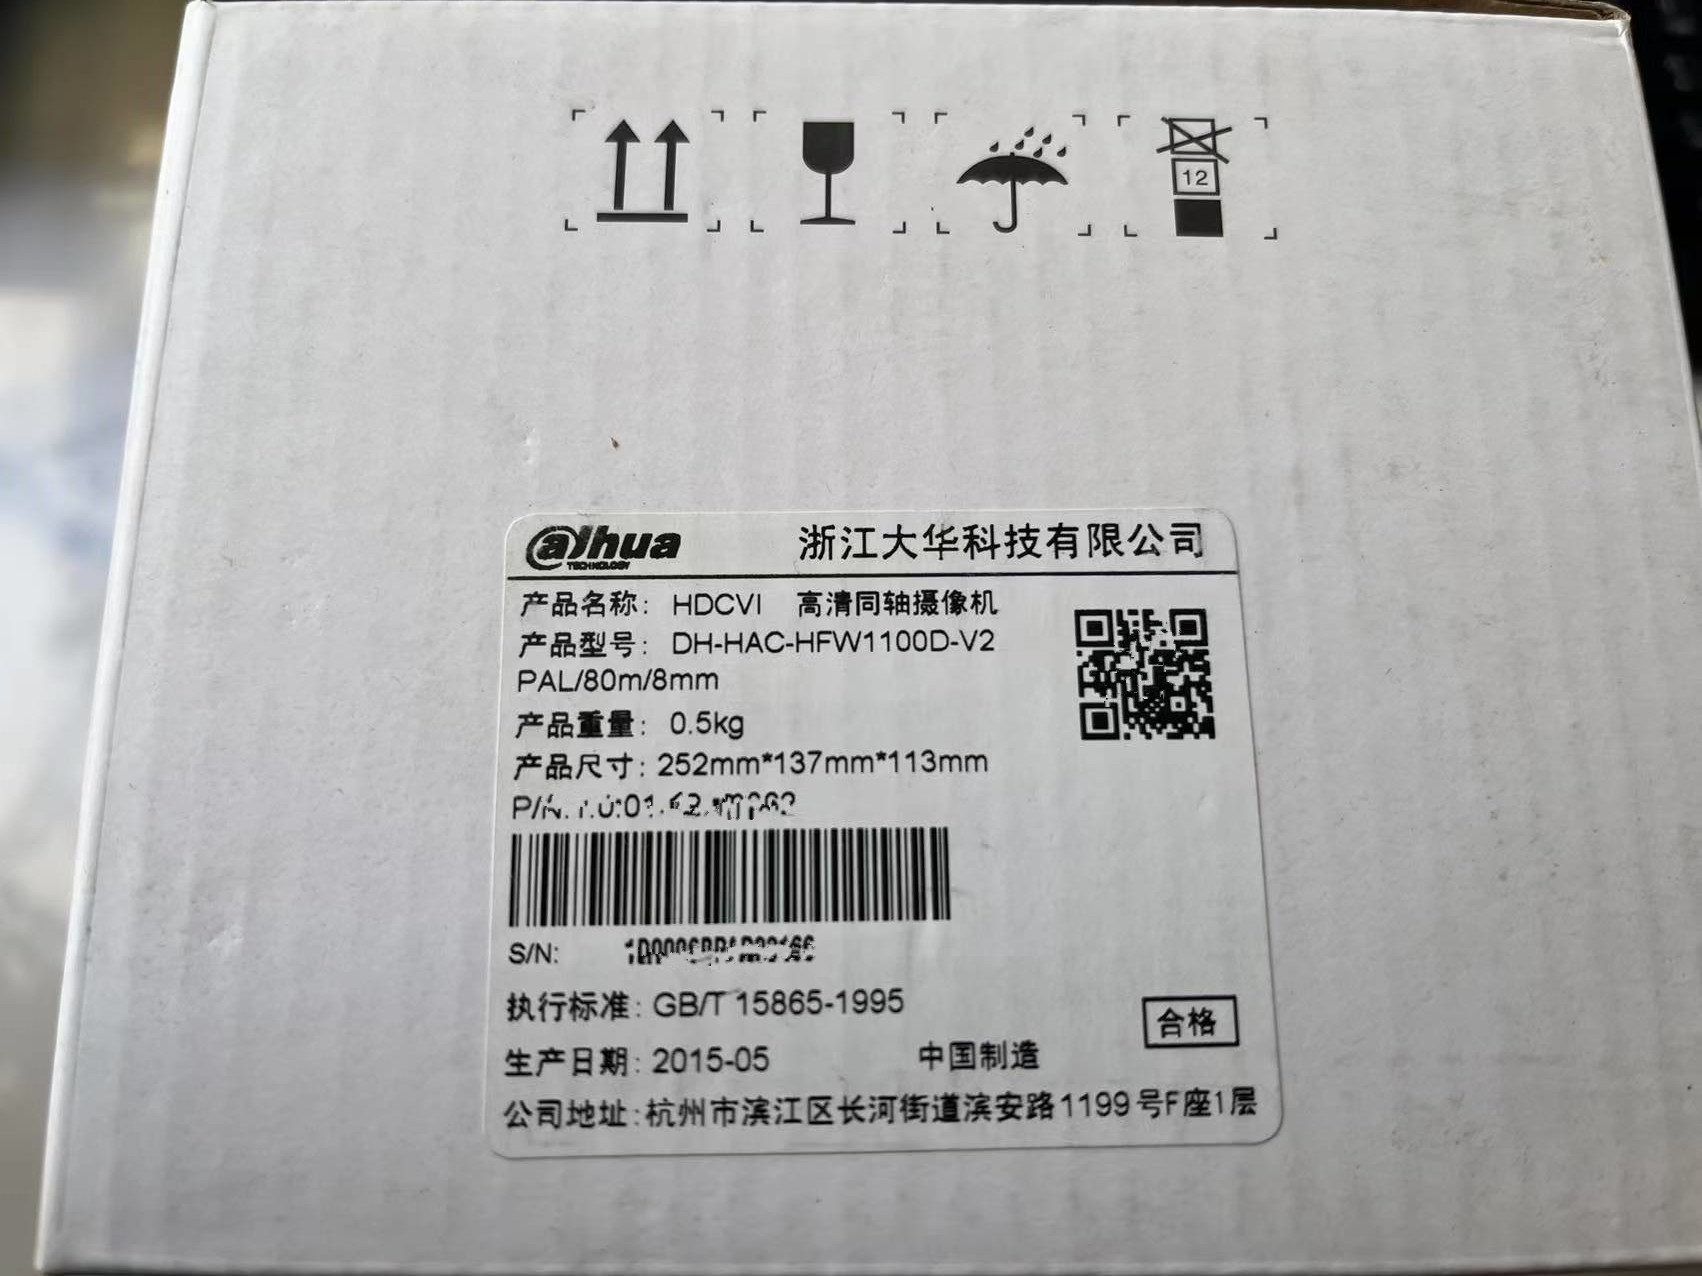 12
alhua
TECHNOLOGY
浙江大华科技有限公司
产品名称: HDCVI 高清同轴摄像机
产品型号: DH-HAC-HFW1100D-V2
PAL/80m/8mm
产品重量: 0.5kg
产品尺寸: 252mm*137mm*113mm
S/N:
执行标准: GB/T 15865-1995
合格
生产日期: 2015-05 中国制造
公司地址:杭州市滨江区长河街道滨安路1199号F座1层